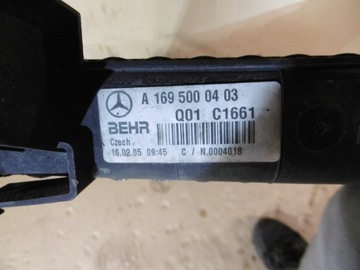 A 169 500 04 03
Q01 C1661
BEHR
Czech
16.02.05 09:45 C / N.0004018